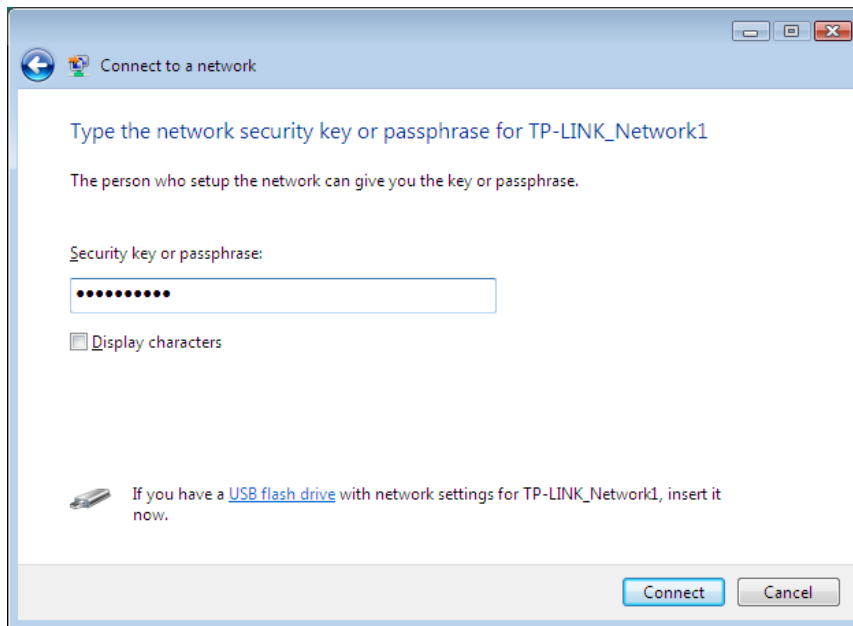 Connect to a network
Type the network security key or passphrase for TP-LINK_Network1
The person who setup the network can give you the key or passphrase.
Security key or passphrase:
••••••••••
Display characters
If you have a USB flash drive with network settings for TP-LINK_Network1, insert it
now.
Connect Cancel